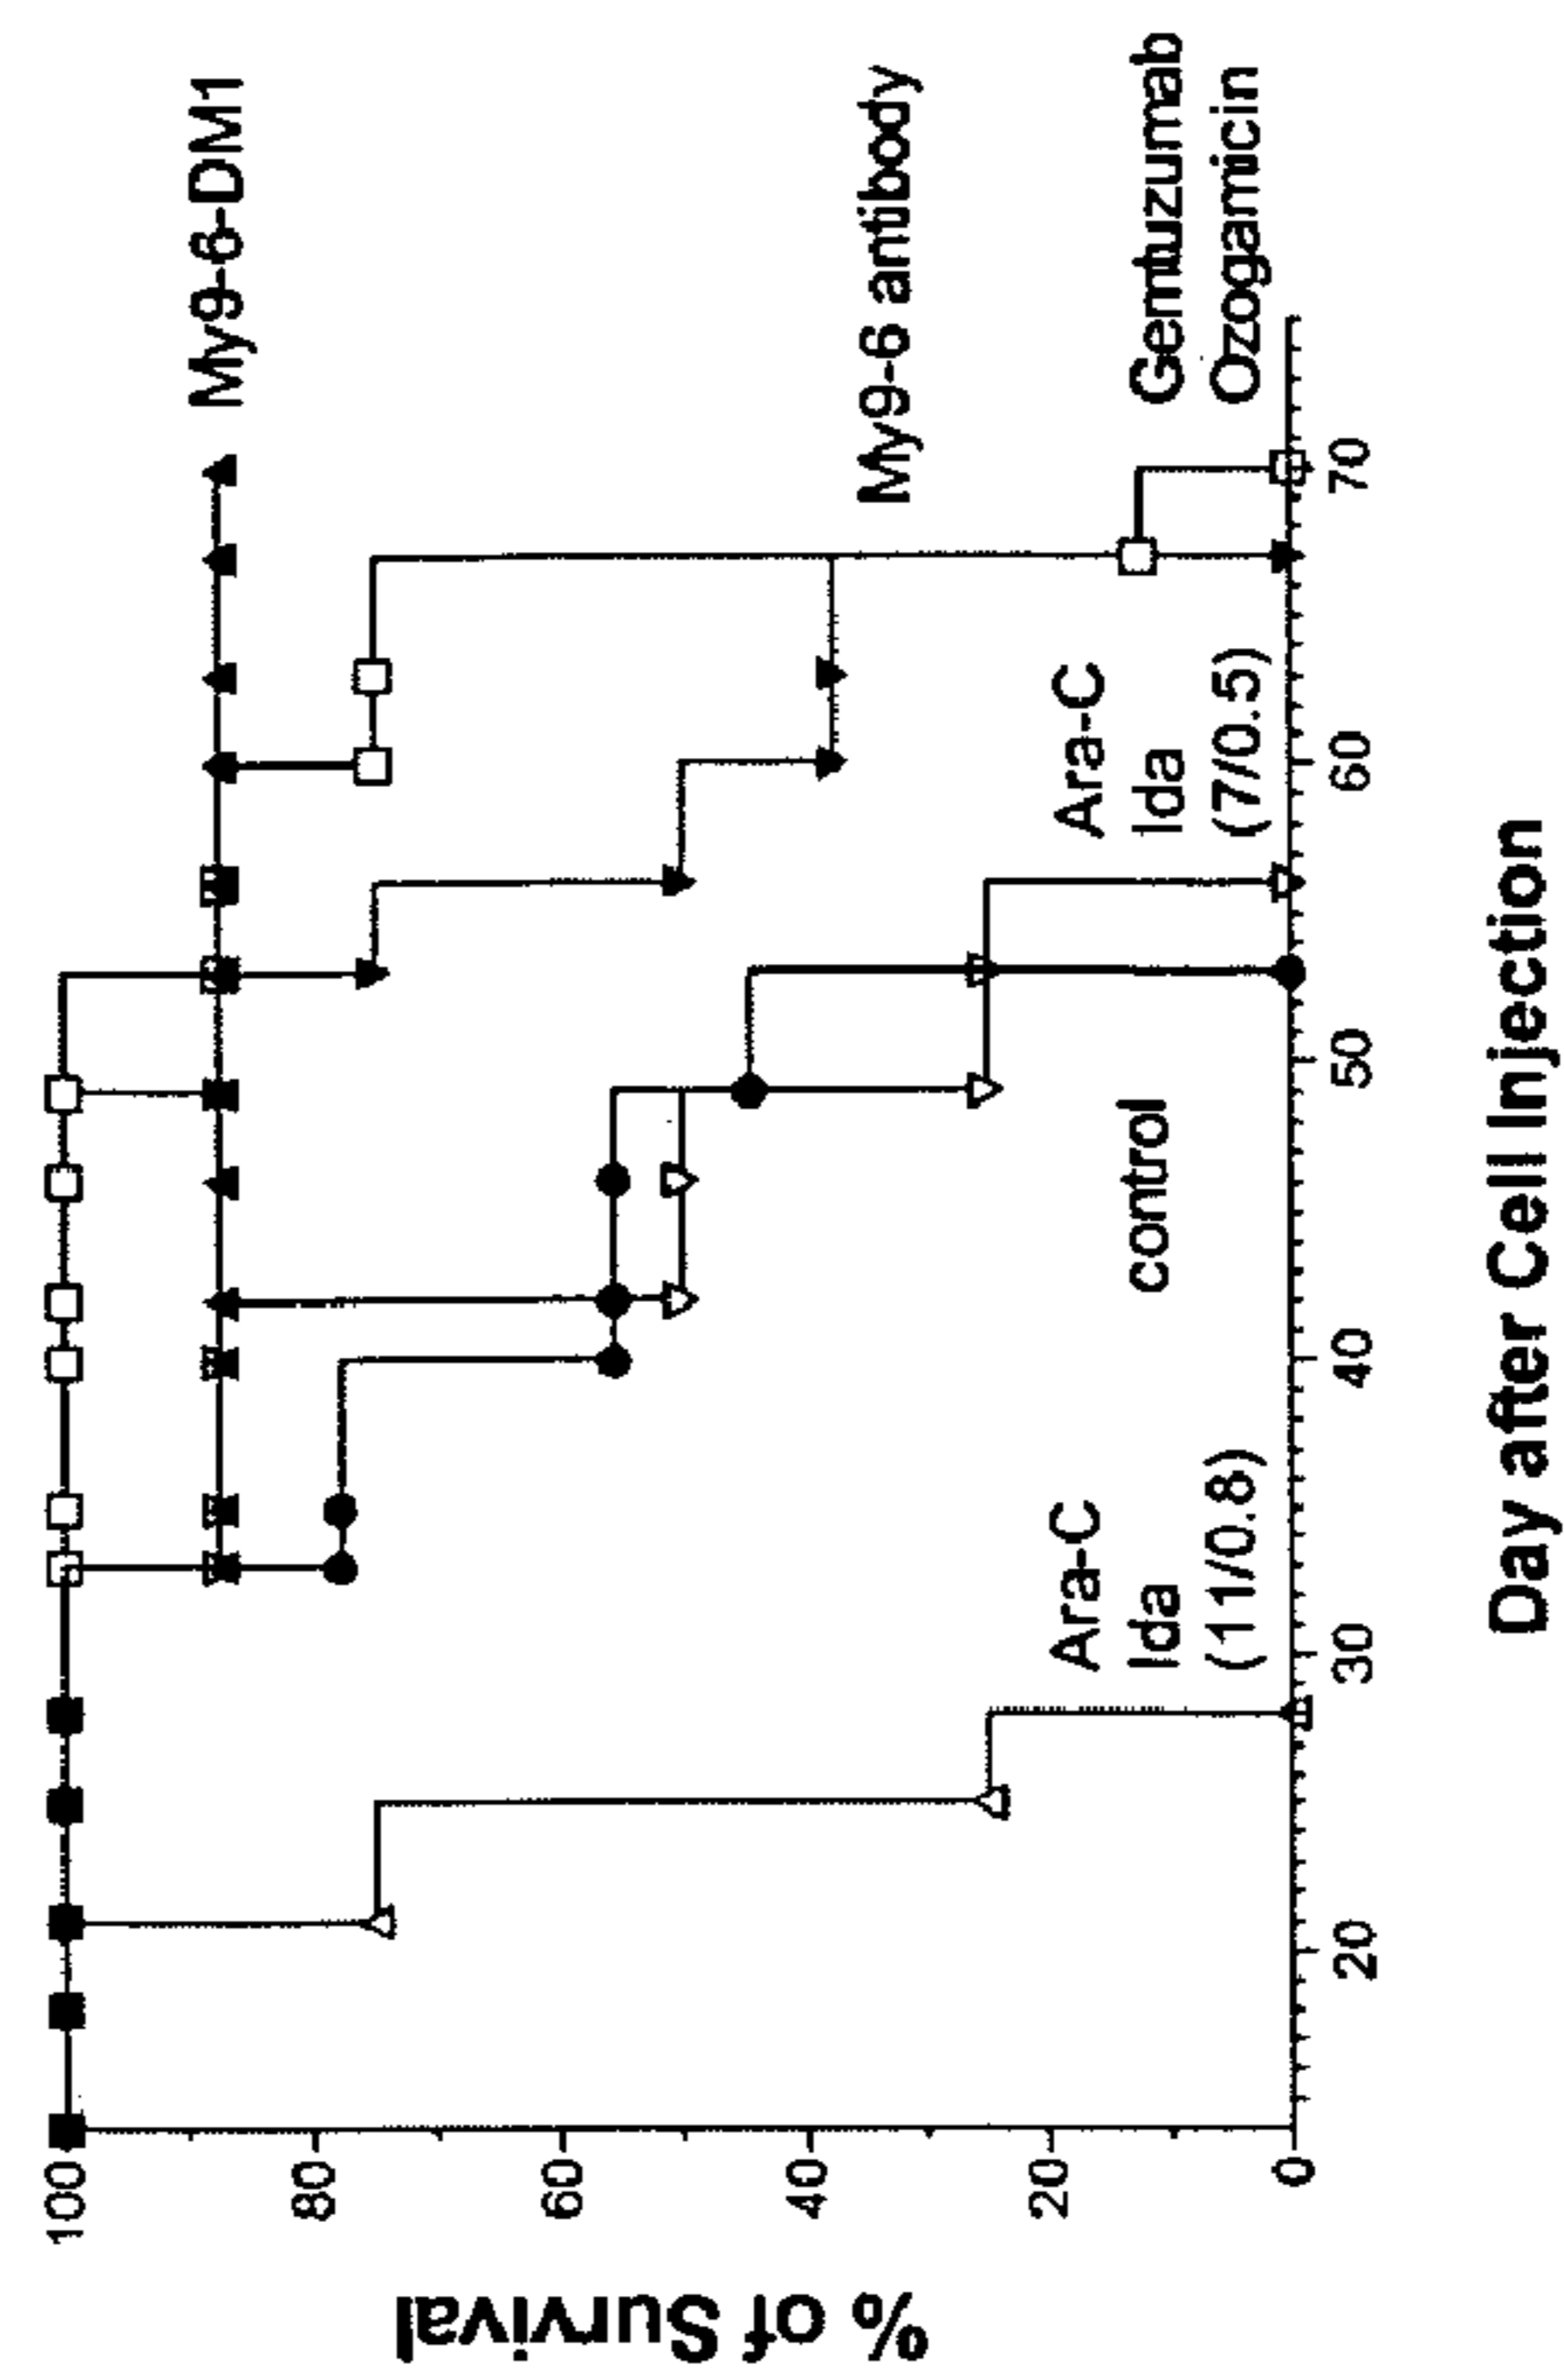 % of Survival
100
80
60
40
20
0
My9-6-DM1
My9-6 antibody
Gemtuzumab
Ozogamicin
Ara-C
Ida
(7/0.5)
control
Ara-C
Ida
(11/0.8)
20
30
40
50
60
70
Day after Cell Injection